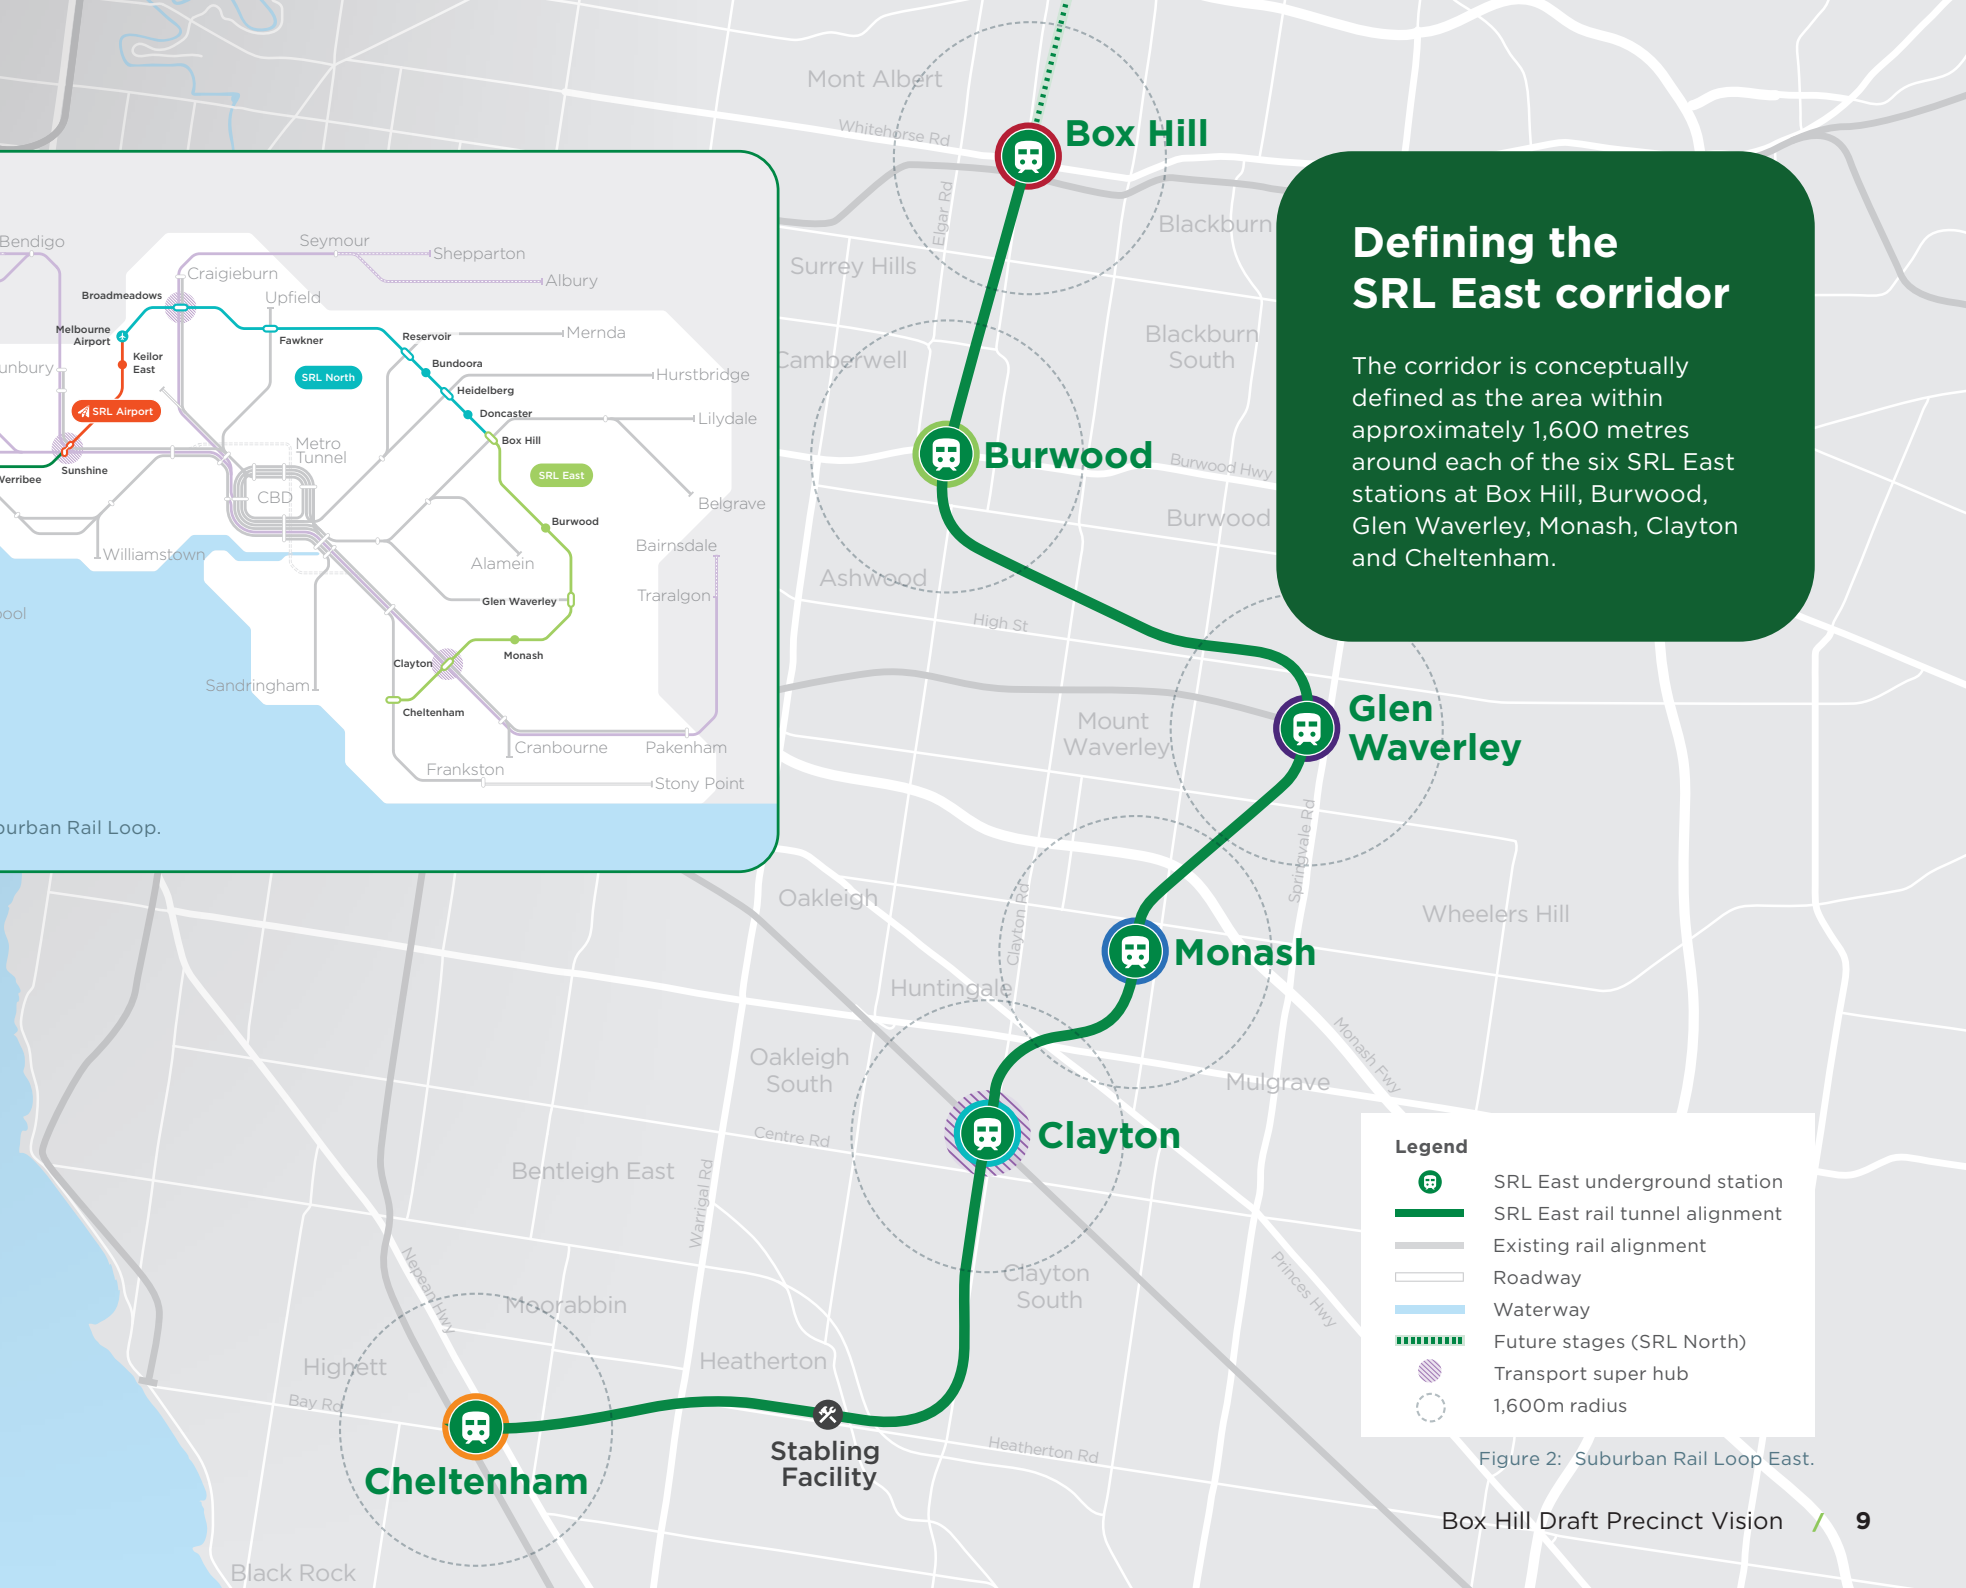 Mont Albert
Whitehorse Rd
Box Hill
Elgar Rd
Blackburn
Surrey Hills
Camberwell
Blackburn
South
Burwood
Burwood Hwy
Burwood
Ashwood
High St
Glen
Waverley
Mount
Waverley
Springvale Rd
Oakleigh
Clayton Rd
Wheelers Hill
Monash
Huntingale
Monash Fwy
Oakleigh
South
Mulgrave
Centre Rd
Clayton
Bentleigh East
Warrigal Rd
Nepean Hwy
Princes Hwy
Clayton
South
Moorabbin
Heatherton
Highett
Bay Rd
Stabling
Facility
Heatherton Rd
Cheltenham
Black Rock
Defining the
SRL East corridor
The corridor is conceptually
defined as the area within
approximately 1,600 metres
around each of the six SRL East
stations at Box Hill, Burwood,
Glen Waverley, Monash, Clayton
and Cheltenham.
Bendigo
Seymour
Shepparton
Craigieburn
Albury
Broadmeadows
Upfield
Melbourne
Airport
Fawkner
Reservoir
Mernda
Keilor
East
Bundoora
SRL North
Heidelberg
Hurstbridge
SRL Airport
Doncaster
Lilydale
Metro
Tunnel
Box Hill
Sunshine
SRL East
CBD
Belgrave
Burwood
Williamstown
Alamein
Bairnsdale
Glen Waverley
Traralgon
Monash
Clayton
Sandringham
Cheltenham
Cranbourne
Pakenham
Frankston
Stony Point
Rail Loop.
Legend
SRL East underground station
SRL East rail tunnel alignment
Existing rail alignment
Roadway
Waterway
Future stages (SRL North)
Transport super hub
1,600m radius
Figure 2: Suburban Rail Loop East.
Box Hill Draft Precinct Vision / 9